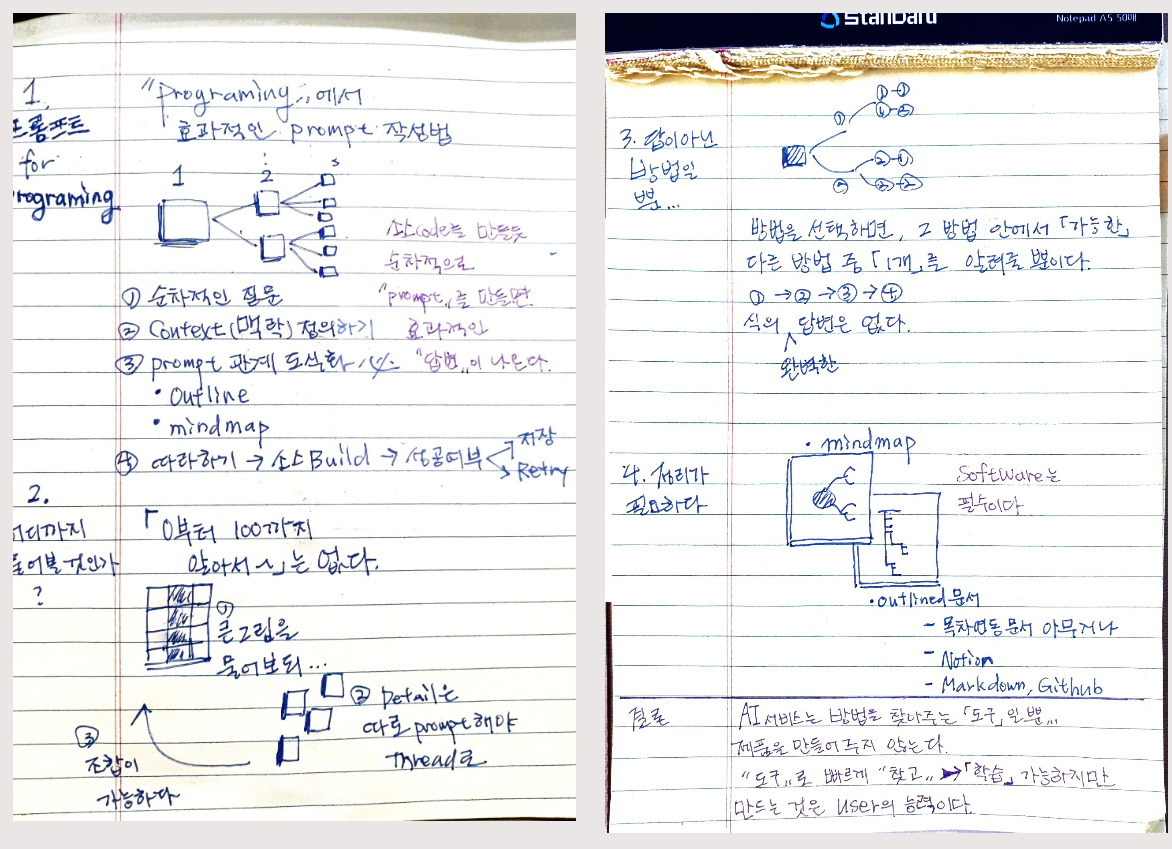 1.
프롬프트
for
programing
"programing"에서
효과적인 prompt 작성법
1
2
3
소스code를 만들듯
순차적으로
"prompt"를 만들면
효과적인
"답변"이 나온다.
① 순차적인 질문
② Context(맥락) 정의하기
③ prompt 관계 도식화
• Outline
• mindmap
④ 따라하기 → 소스Build → 성공여부
저장
Retry
2.
어디까지
물어볼 것인가
?
「0부터 100까지
알아서~」는 없다.
①
큰그림을
물어보되...
② Detail은
따로 prompt해야
Thread로
③
조합이
가능하다
Standard
Notepad A5 50매
3. 답이아닌
방법일
뿐...
① ①-①
①-②
② ②-①
②-②
방법을 선택하면, 그 방법 안에서 「가능한」
다른 방법 중 「1개」를 알려줄 뿐이다.
①→②→③→④
식의 답변은 없다.
완벽한
4. 정리가
필요하다
• mindmap
Software는
필수이다
• outlined 문서
- 목차연동문서 아무거나
- Notion
- Markdown, Github
결론
AI 서비스는 방법을 찾아주는 「도구」일 뿐...
제품을 만들어 주지 않는다.
"도구"로 빠르게 "찾고" →「학습」 가능하지만
만드는 것은 user의 능력이다.